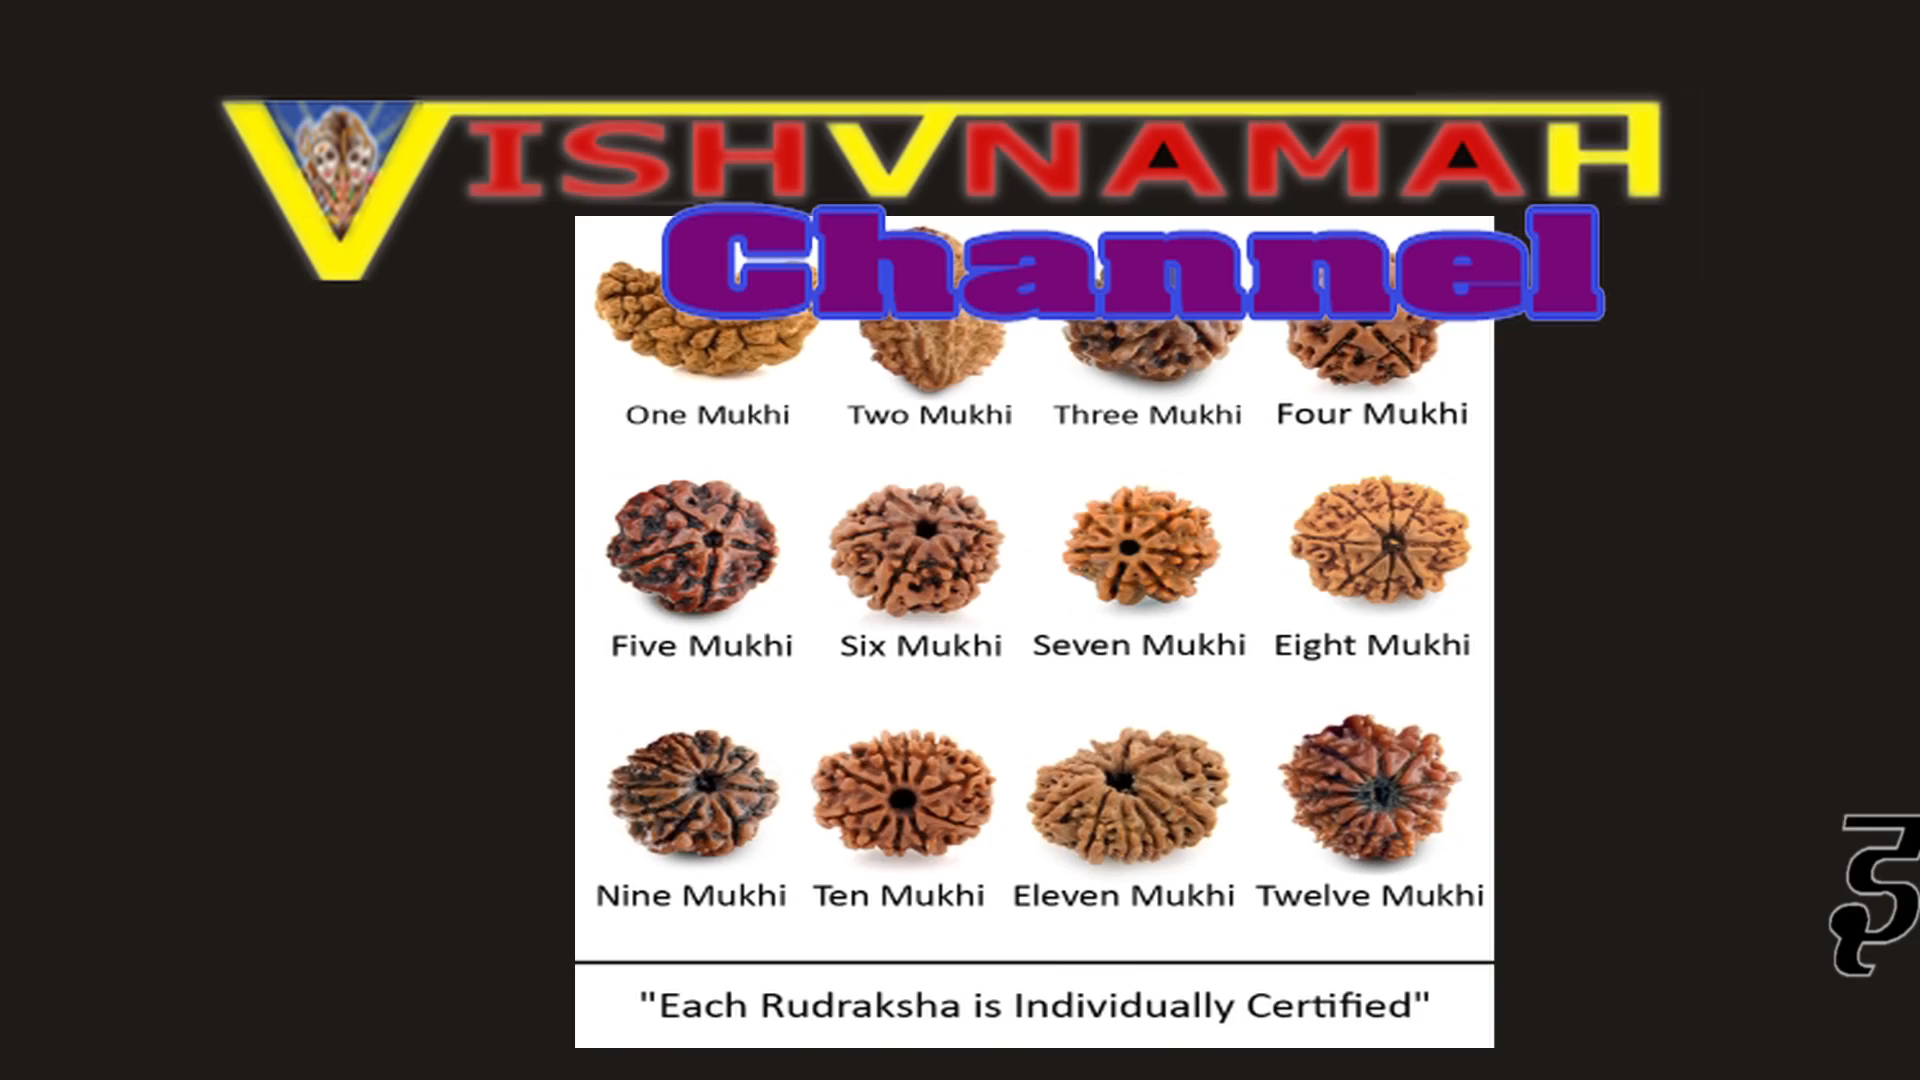 VISHVNAMAH
Channel
One Mukhi Two Mukhi Three Mukhi Four Mukhi
Five Mukhi Six Mukhi Seven Mukhi Eight Mukhi
Nine Mukhi Ten Mukhi Eleven Mukhi Twelve Mukhi
"Each Rudraksha is Individually Certified"